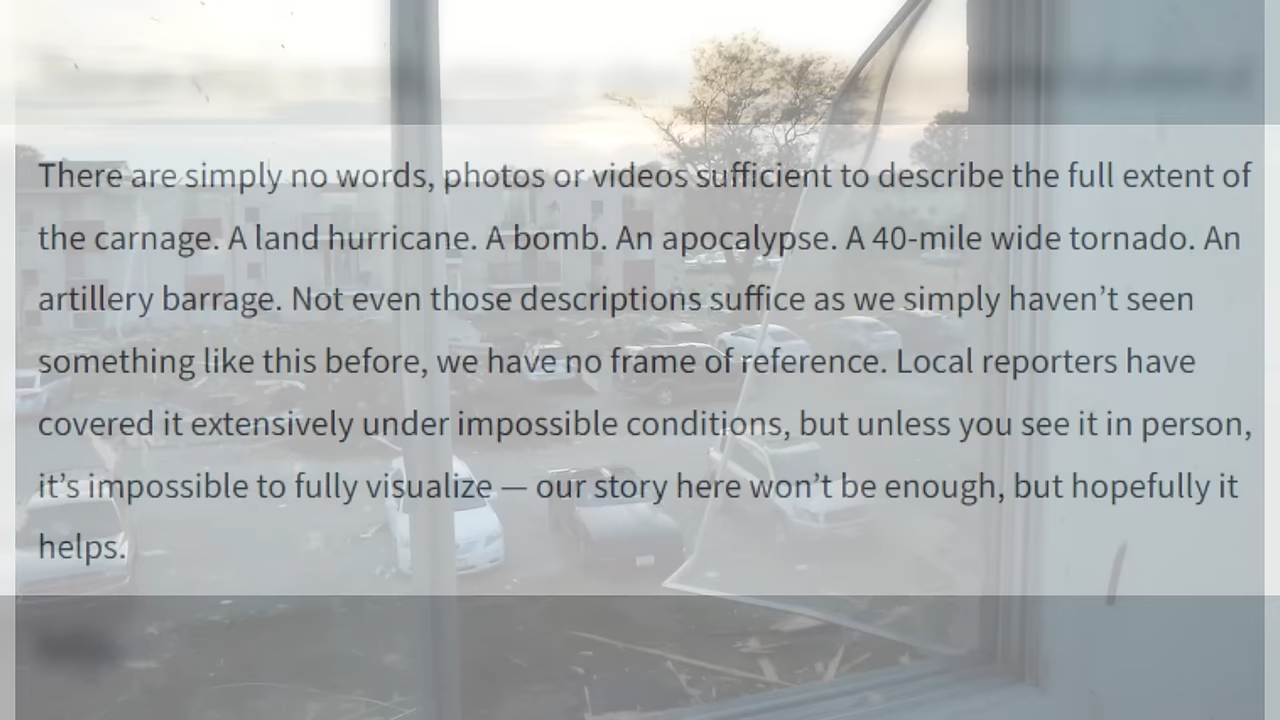 There are simply no words, photos or videos sufficient to describe the full extent of
the carnage. A land hurricane. A bomb. An apocalypse. A 40-mile wide tornado. An
artillery barrage. Not even those descriptions suffice as we simply haven’t seen
something like this before, we have no frame of reference. Local reporters have
covered it extensively under impossible conditions, but unless you see it in person,
it’s impossible to fully visualize — our story here won’t be enough, but hopefully it
helps.